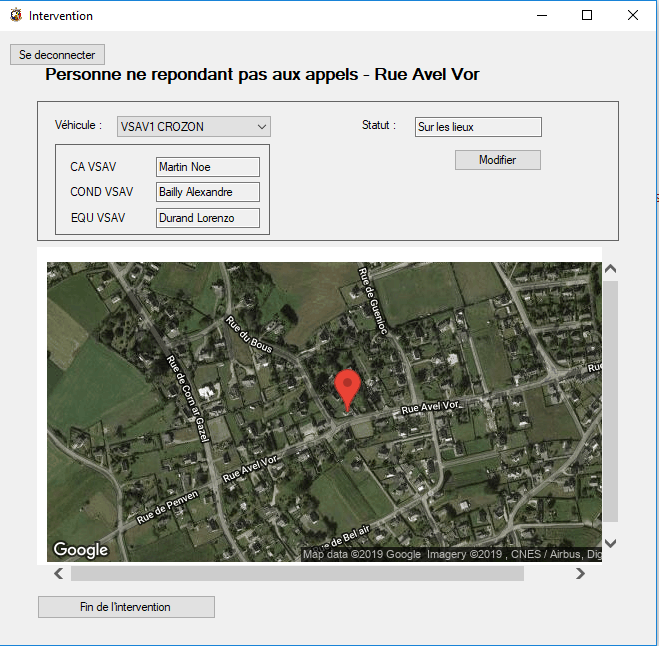 Intervention
Se deconnecter
Personne ne repondant pas aux appels - Rue Avel Vor
Véhicule :
VSAV1 CROZON
Statut :
Sur les lieux
Modifier
CA VSAV
Martin Noe
COND VSAV
Bailly Alexandre
EQU VSAV
Durand Lorenzo
Rue de Guenloc
Rue du Bous
Rue de Corn ar Gazel
Rue Avel Vor
Rue Avel Vor
Rue de Penven
de Bel air
Google
Map data ©2019 Google Imagery ©2019 , CNES / Airbus, Dig
Fin de l'intervention